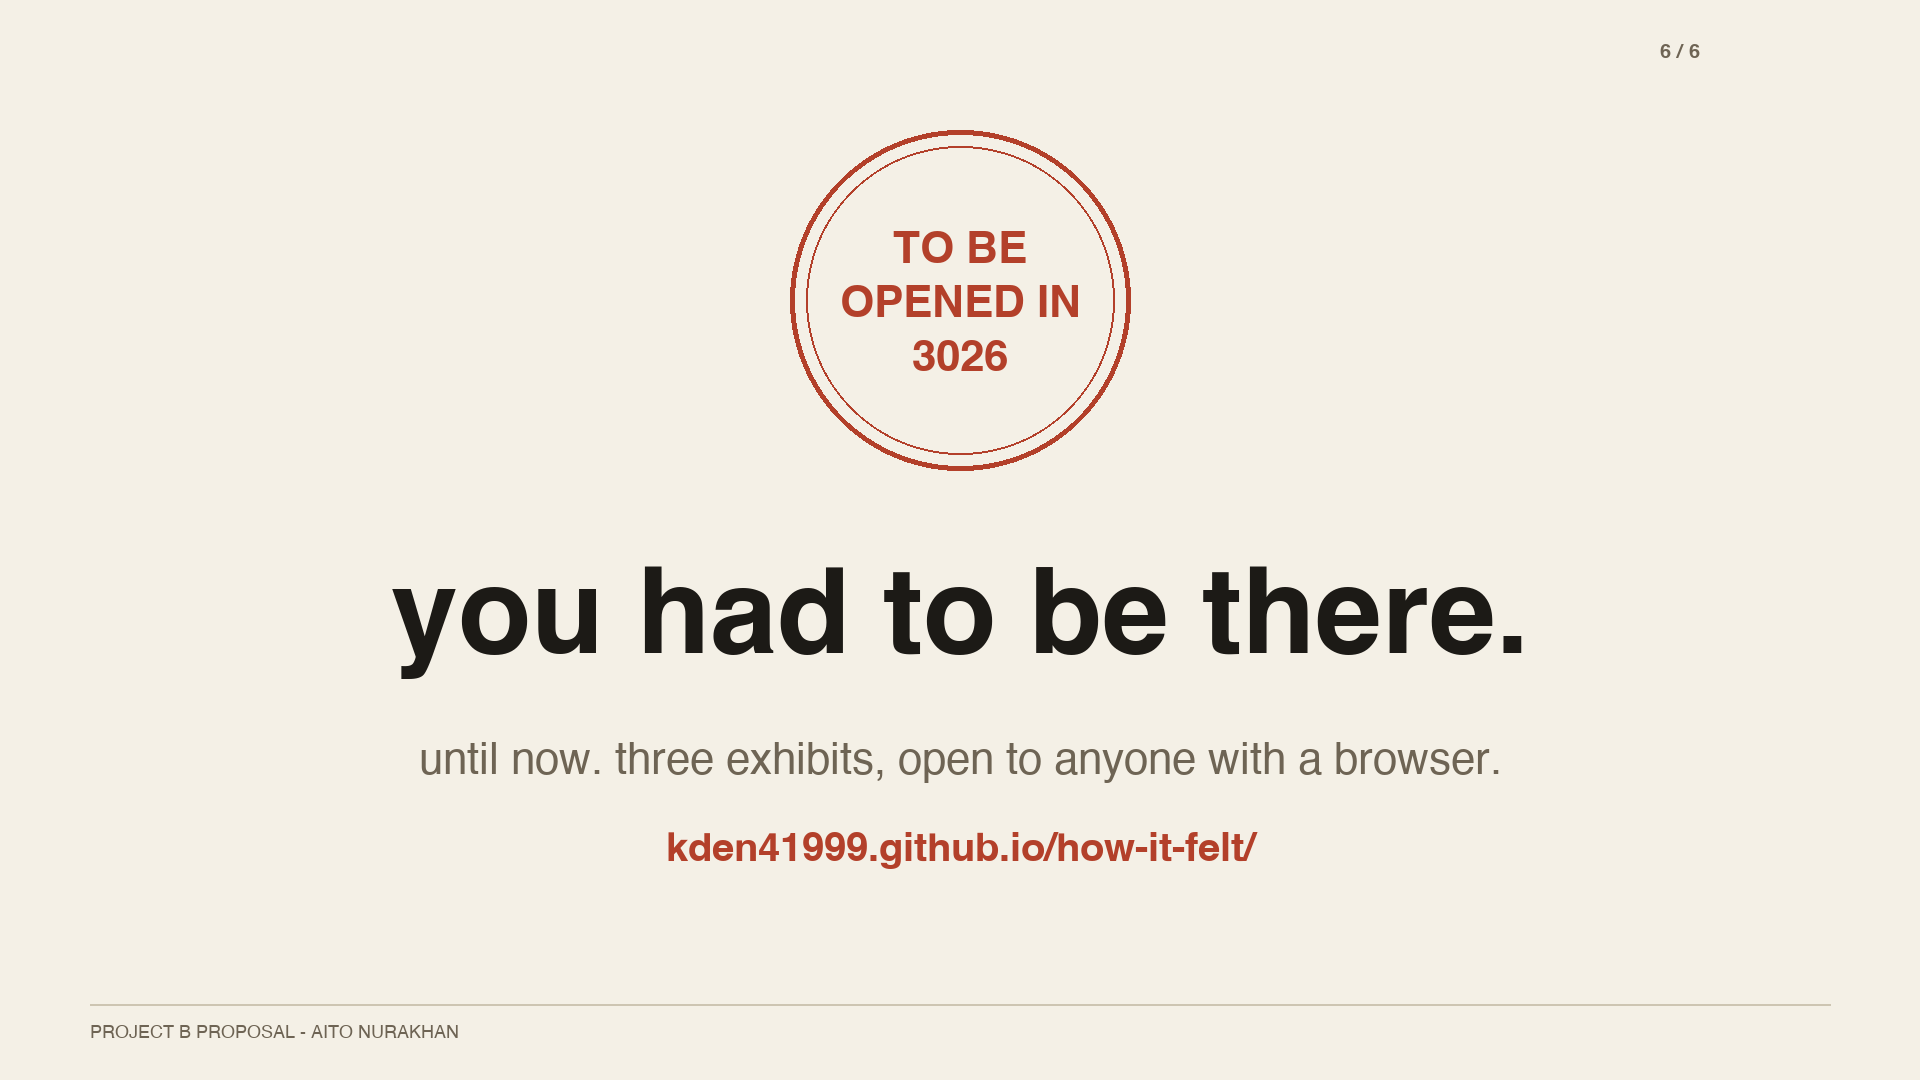 6 / 6
TO BE
OPENED IN
3026
you had to be there.
until now. three exhibits, open to anyone with a browser.
kden41999.github.io/how-it-felt/
PROJECT B PROPOSAL - AITO NURAKHAN